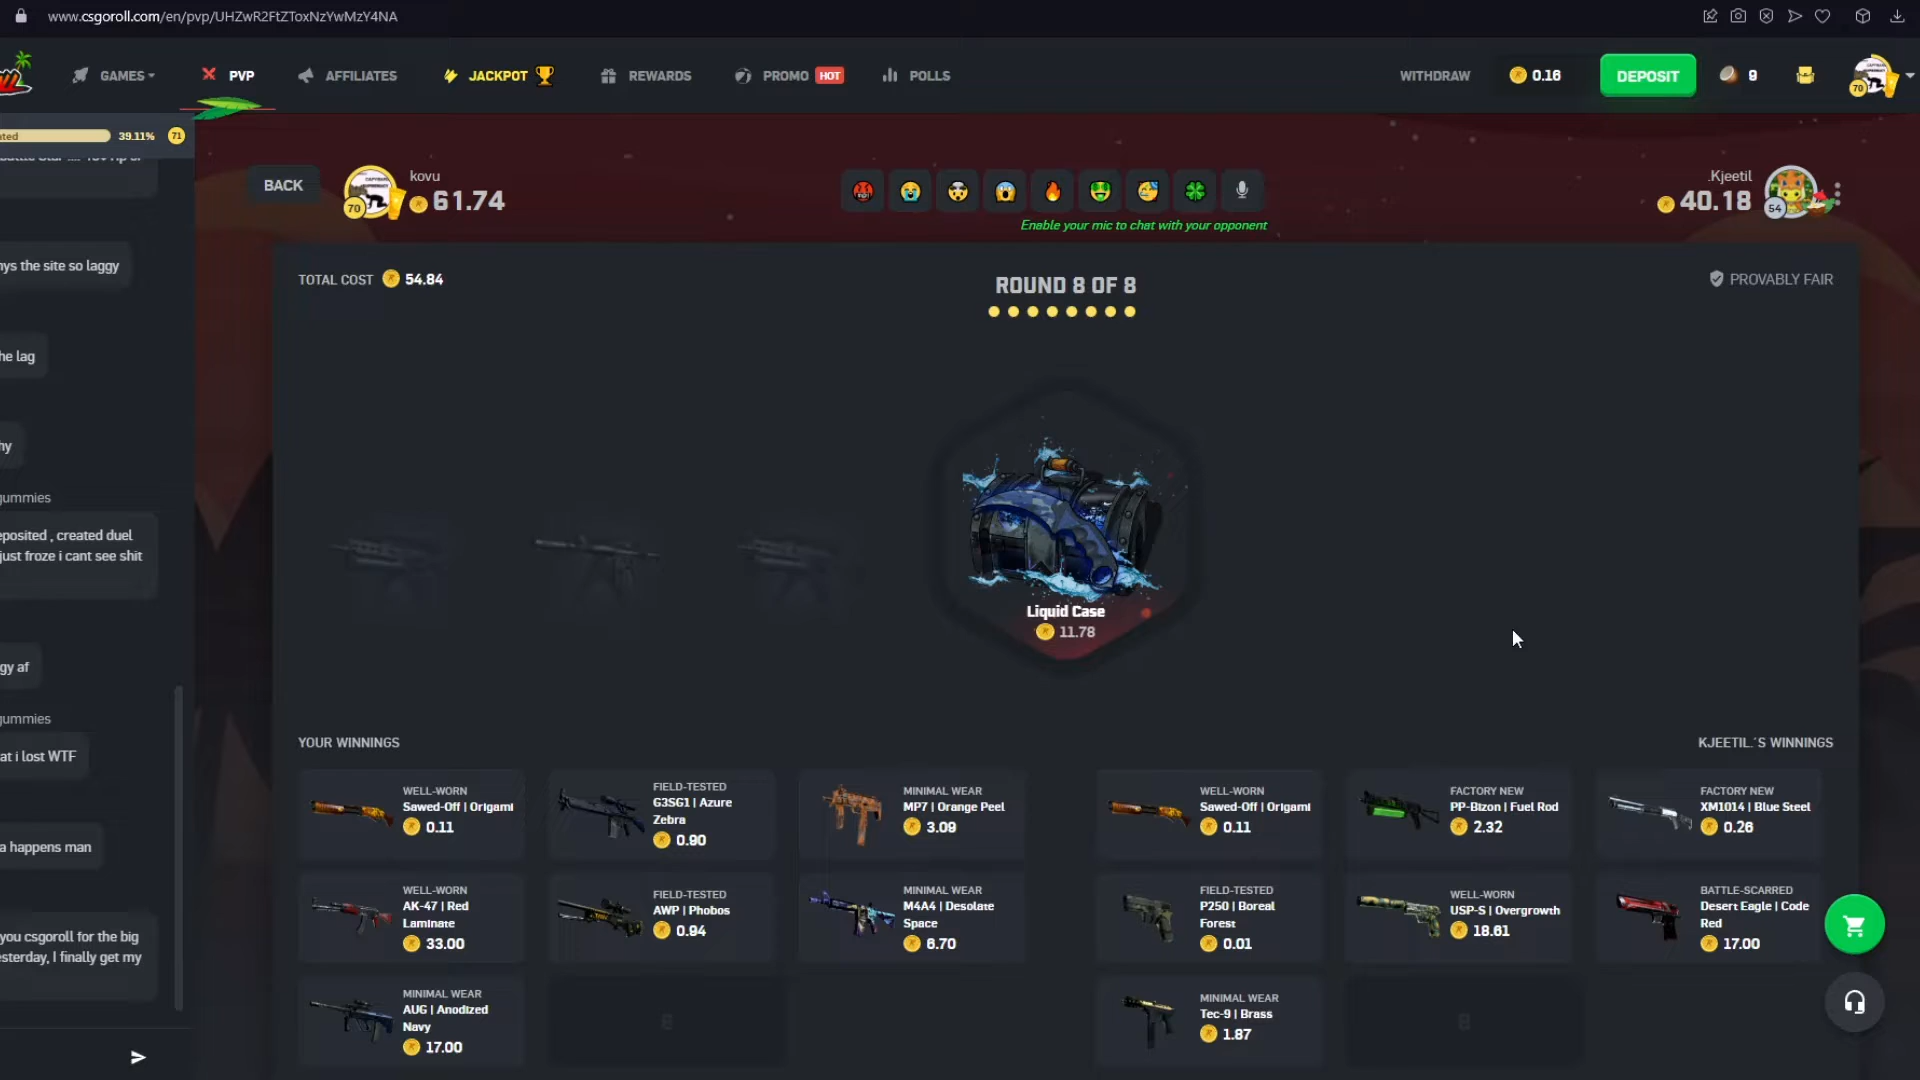 www.csgoroll.com/en/pvp/UHZwR2FtZToxNzYwMzY4NA
GAMES
PVP
AFFILIATES
JACKPOT
REWARDS
PROMO HOT
POLLS
WITHDRAW
0.16
DEPOSIT
9
70
39.11% 71
BACK
kovu
70
61.74
Enable your mic to chat with your opponent
.Kjeetil
40.18
54
TOTAL COST 54.84
ROUND 8 OF 8
PROVABLY FAIR
nys the site so laggy
he lag
hy
gummies
eposited , created duel
just froze i cant see shit
gy af
gummies
at i lost WTF
a happens man
you csgoroll for the big
esterday, I finally get my
Liquid Case
11.78
YOUR WINNINGS
KJEETIL.'S WINNINGS
WELL-WORN
Sawed-Off | Origami
0.11
FIELD-TESTED
G3SG1 | Azure
Zebra
0.90
MINIMAL WEAR
MP7 | Orange Peel
3.09
WELL-WORN
Sawed-Off | Origami
0.11
FACTORY NEW
PP-Bizon | Fuel Rod
2.32
FACTORY NEW
XM1014 | Blue Steel
0.26
WELL-WORN
AK-47 | Red
Laminate
33.00
FIELD-TESTED
AWP | Phobos
0.94
MINIMAL WEAR
M4A4 | Desolate
Space
6.70
FIELD-TESTED
P250 | Boreal
Forest
0.01
WELL-WORN
USP-S | Overgrowth
18.61
BATTLE-SCARRED
Desert Eagle | Code
Red
17.00
MINIMAL WEAR
AUG | Anodized
Navy
17.00
8
MINIMAL WEAR
Tec-9 | Brass
1.87
8